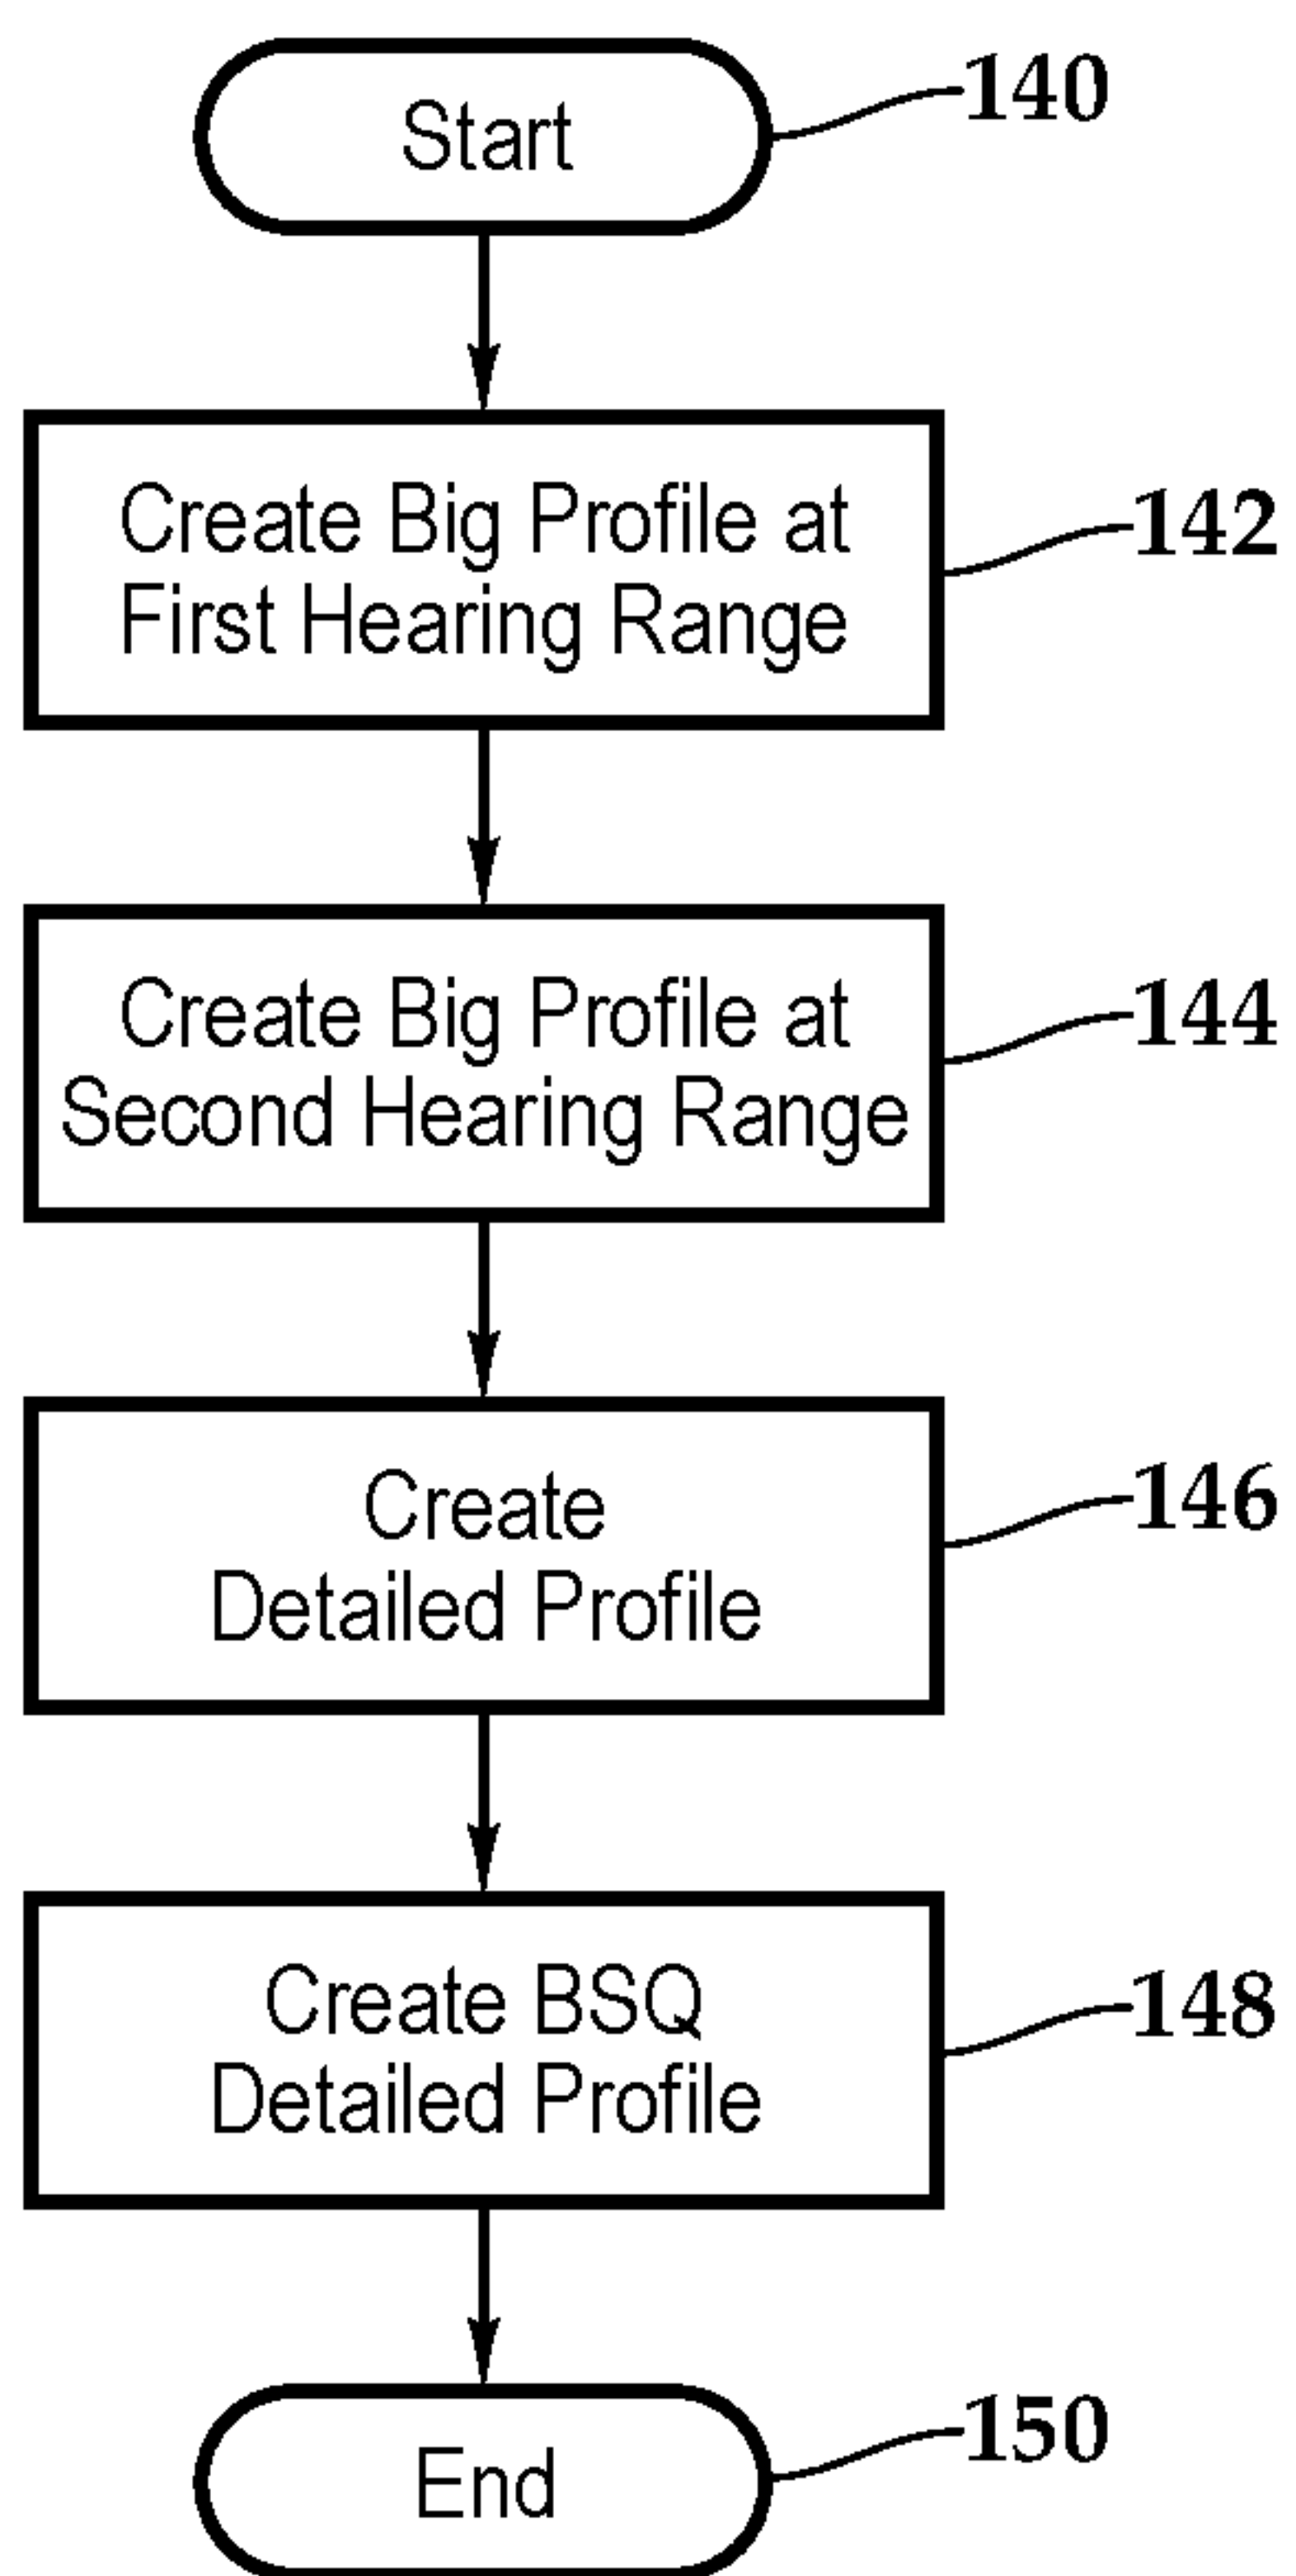 Start
140
Create Big Profile at
First Hearing Range
142
Create Big Profile at
Second Hearing Range
144
Create
Detailed Profile
146
Create BSQ
Detailed Profile
148
End
150